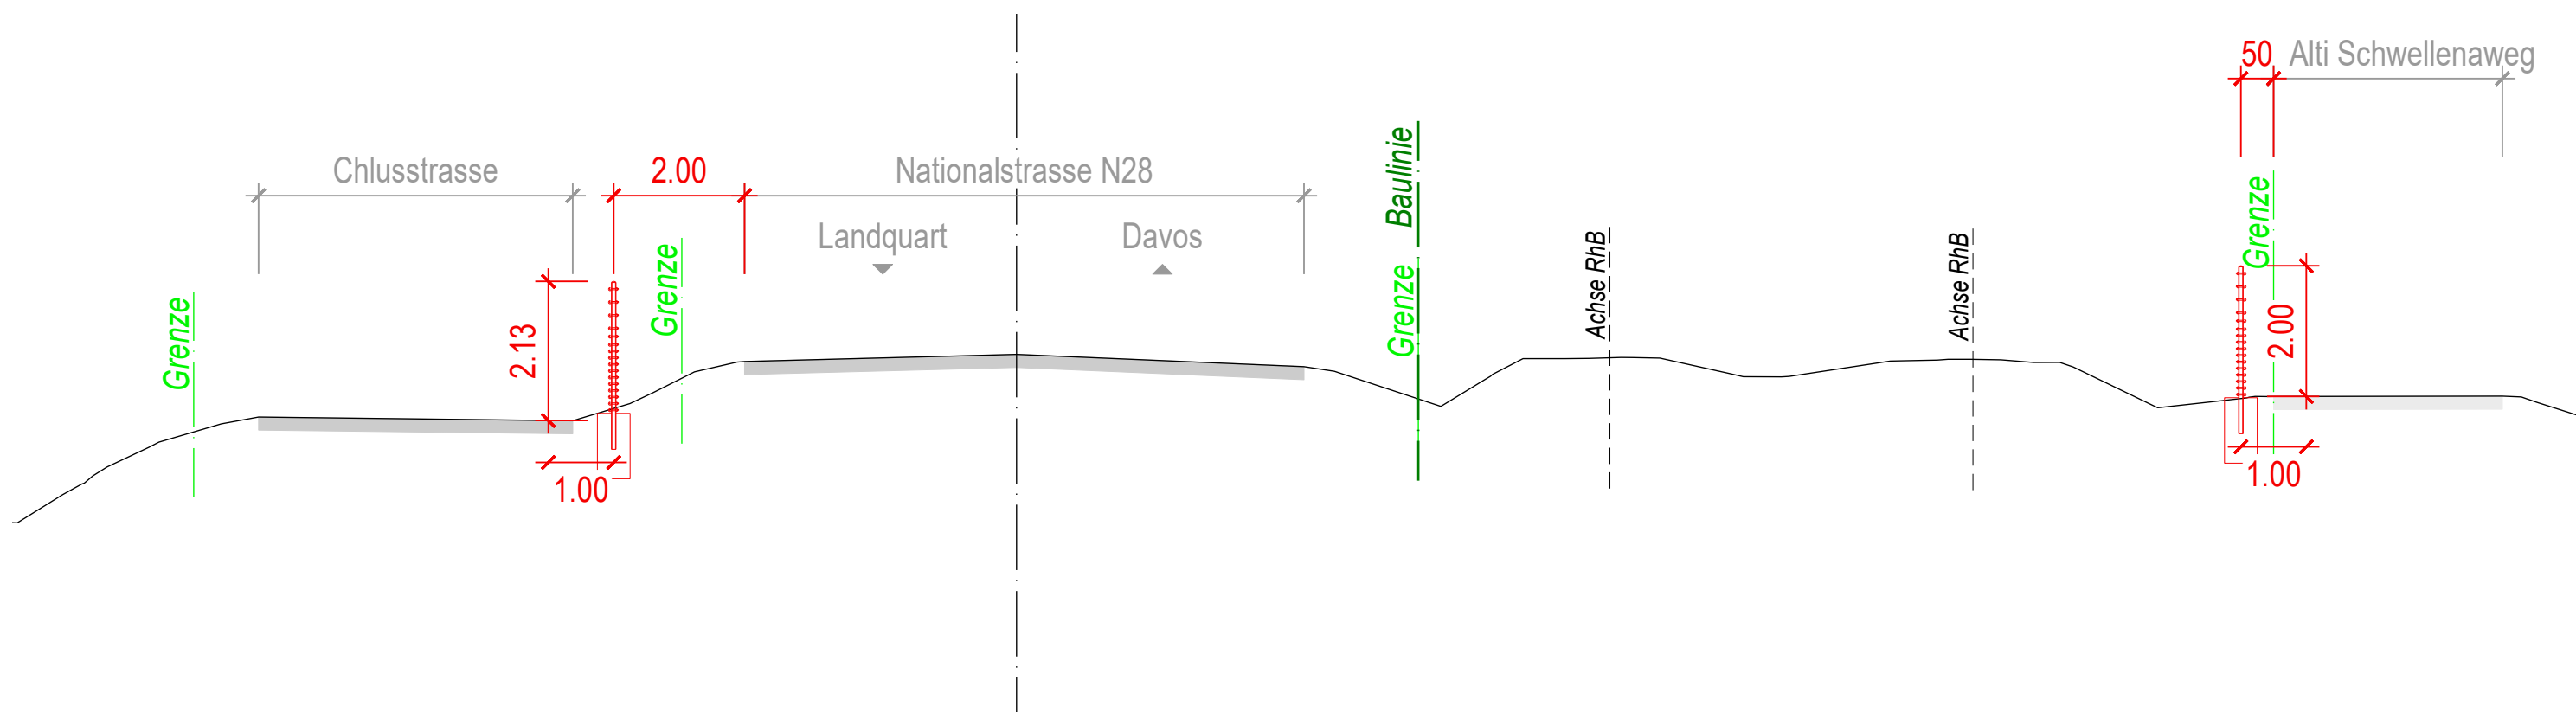 50
Alti Schwellenaweg
Chlusstrasse
2.00
Nationalstrasse N28
Landquart
Davos
Baulinie
Grenze
Grenze
Grenze
Grenze
Achse RhB
Achse RhB
2.13
2.00
1.00
1.00